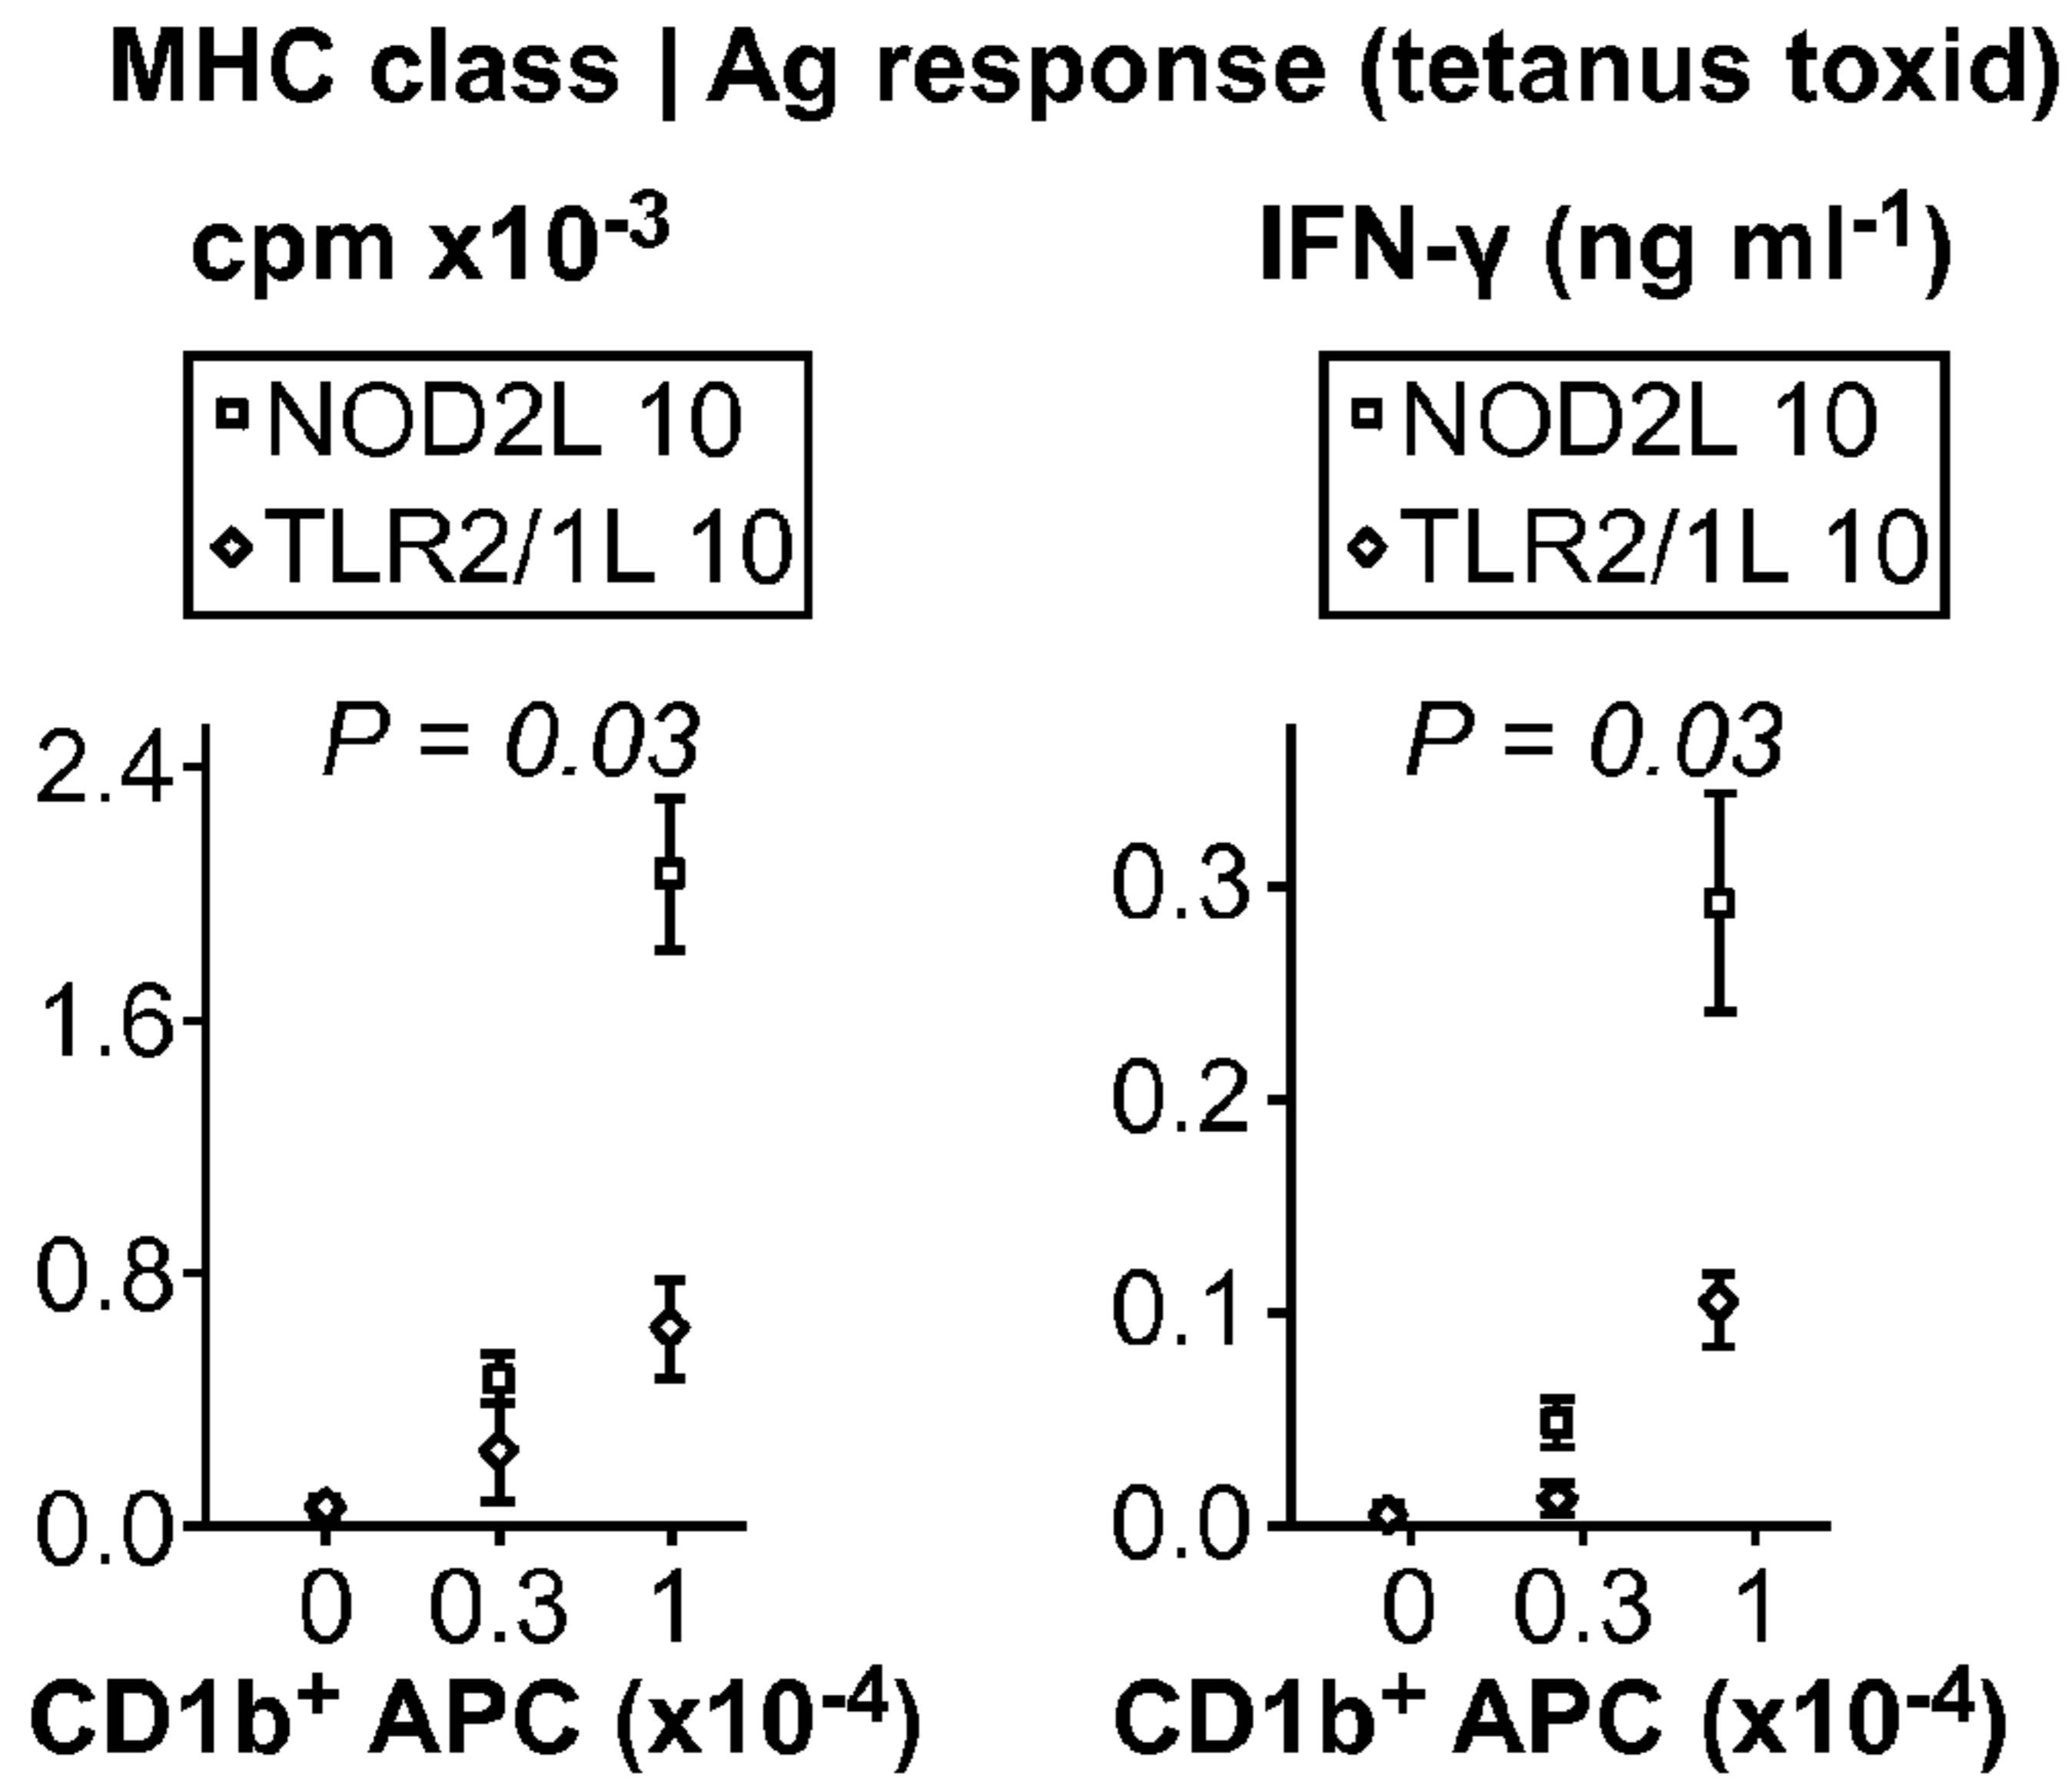 MHC class | Ag response (tetanus toxid)
cpm x10⁻³
NOD2L 10
TLR2/1L 10
P = 0.03
2.4
1.6
0.8
0.0
0 0.3 1
CD1b⁺ APC (x10⁻⁴)
IFN-γ (ng ml⁻¹)
NOD2L 10
TLR2/1L 10
P = 0.03
0.3
0.2
0.1
0.0
0 0.3 1
CD1b⁺ APC (x10⁻⁴)